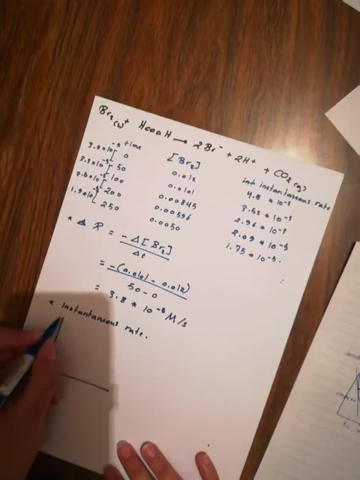 Br2 (l) + HCOOH → 2Br⁻ + 2H⁺ + CO2 (g)
time [Br2] instantaneous rate
0 0.012 4.2 * 10⁻⁵
50 0.0101 3.52 * 10⁻⁵
100 0.00845 2.96 * 10⁻⁵
200 0.00596 2.09 * 10⁻⁵
250 0.0050 1.75 * 10⁻⁵
* Δ R = -Δ[Br2] / Δt
= -(0.0101 - 0.012) / 50 - 0
= 3.8 * 10⁻⁵ M/s
* instantaneous rate.